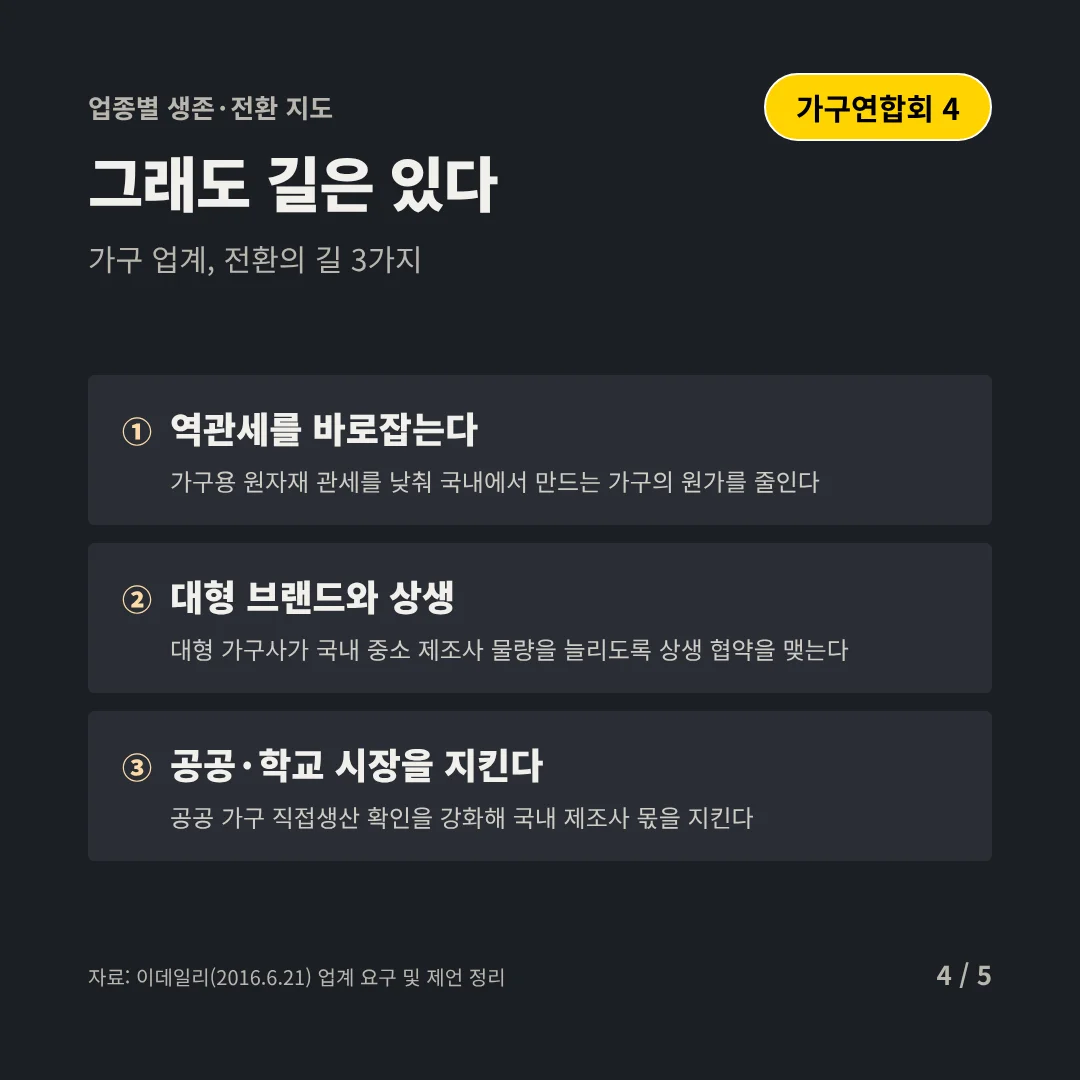 업종별 생존·전환 지도
가구연합회 4
그래도 길은 있다
가구 업계, 전환의 길 3가지
① 역관세를 바로잡는다
가구용 원자재 관세를 낮춰 국내에서 만드는 가구의 원가를 줄인다
② 대형 브랜드와 상생
대형 가구사가 국내 중소 제조사 물량을 늘리도록 상생 협약을 맺는다
③ 공공·학교 시장을 지킨다
공공 가구 직접생산 확인을 강화해 국내 제조사 몫을 지킨다
자료: 이데일리(2016.6.21) 업계 요구 및 제언 정리
4 / 5